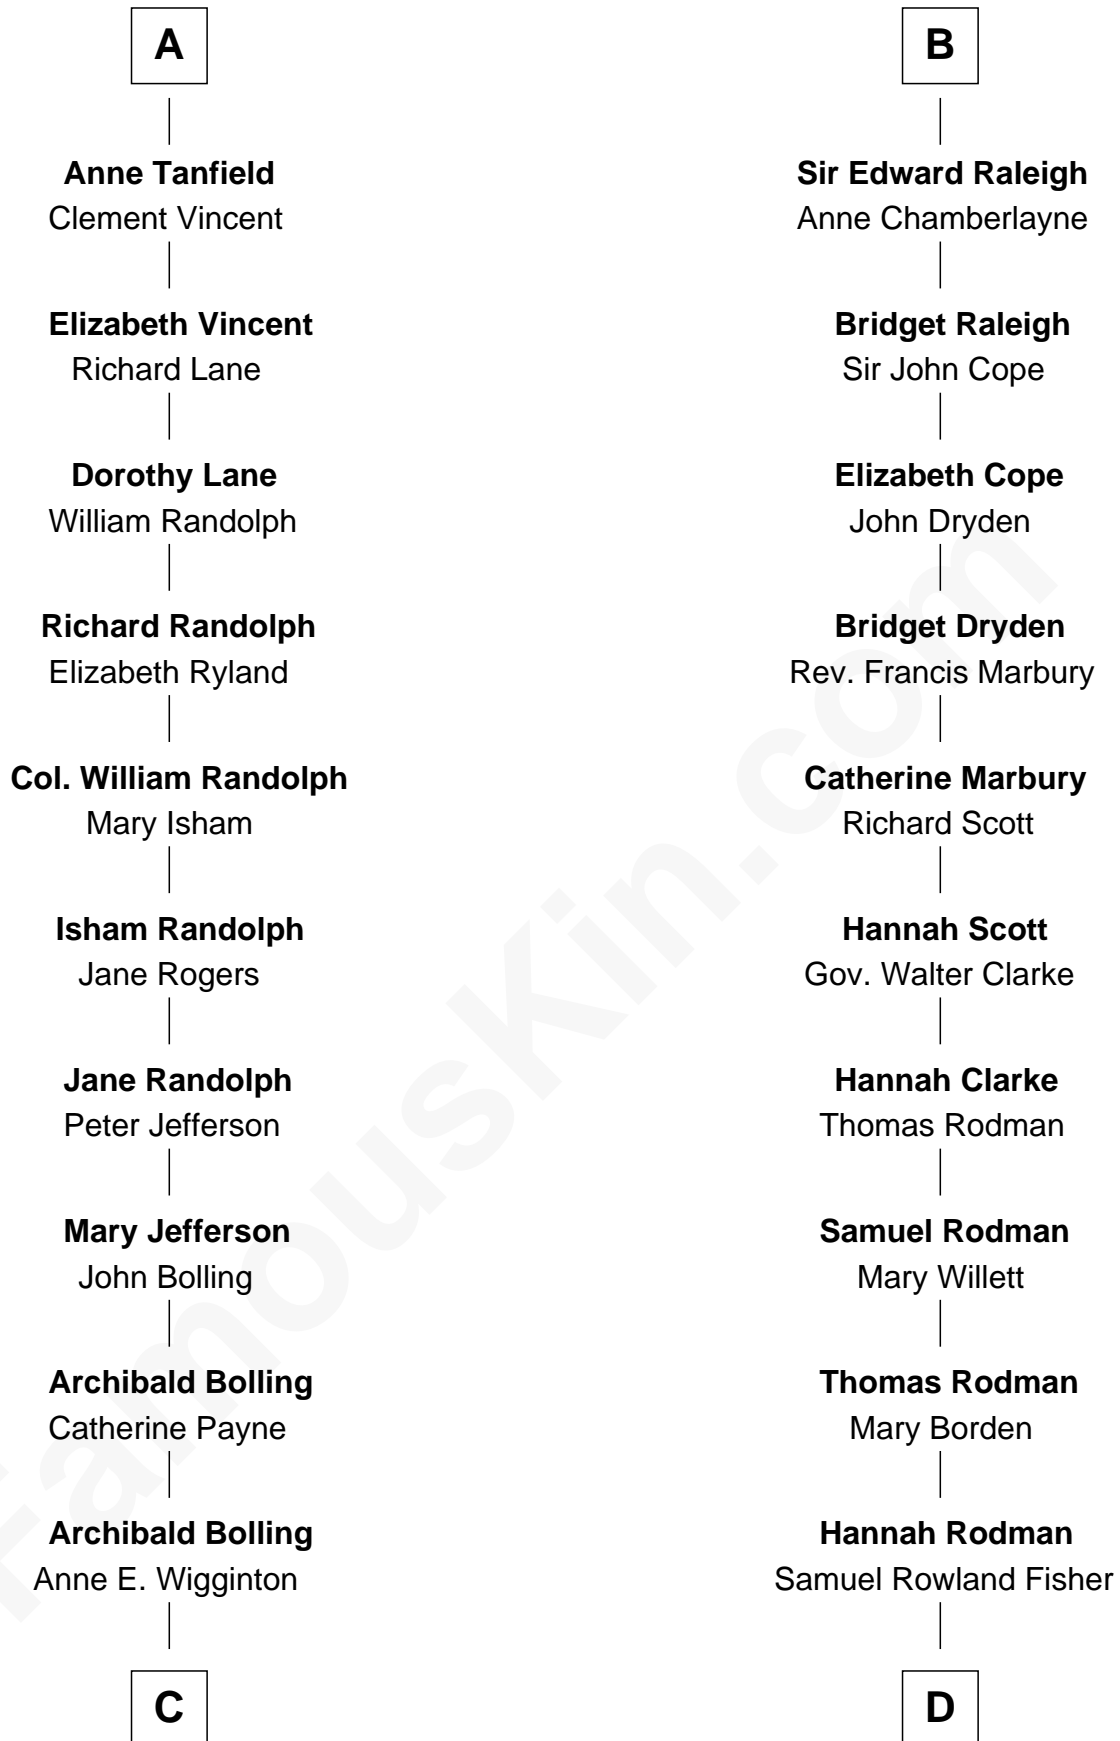 A
Anne Tanfield
Clement Vincent
Elizabeth Vincent
Richard Lane
Dorothy Lane
William Randolph
Richard Randolph
Elizabeth Ryland
Col. William Randolph
Mary Isham
Isham Randolph
Jane Rogers
Jane Randolph
Peter Jefferson
Mary Jefferson
John Bolling
Archibald Bolling
Catherine Payne
Archibald Bolling
Anne E. Wigginton
C
B
Sir Edward Raleigh
Anne Chamberlayne
Bridget Raleigh
Sir John Cope
Elizabeth Cope
John Dryden
Bridget Dryden
Rev. Francis Marbury
Catherine Marbury
Richard Scott
Hannah Scott
Gov. Walter Clarke
Hannah Clarke
Thomas Rodman
Samuel Rodman
Mary Willett
Thomas Rodman
Mary Borden
Hannah Rodman
Samuel Rowland Fisher
D
FamousKin.com